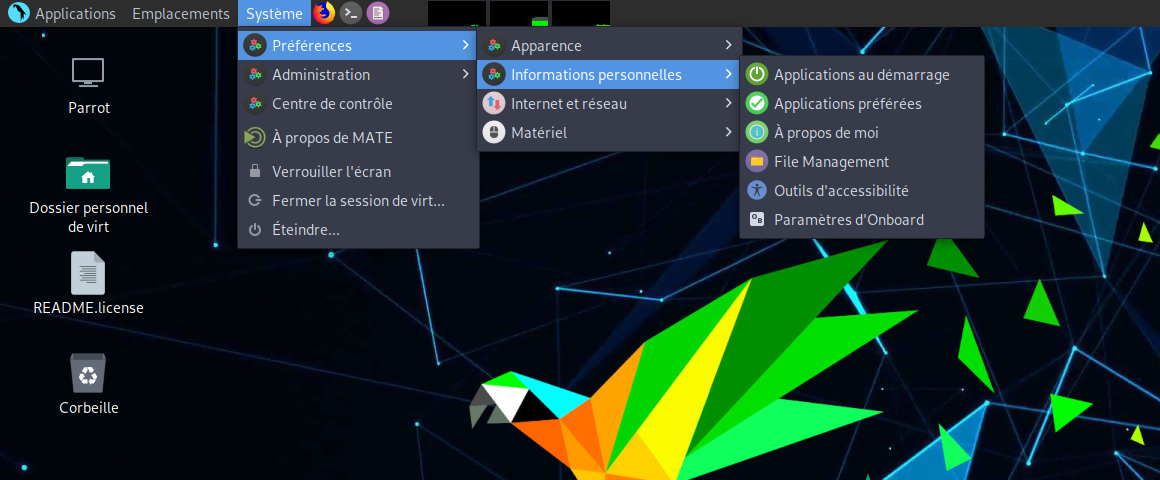 Applications Emplacements Système
Préférences
Administration
Centre de contrôle
À propos de MATE
Verrouiller l'écran
Fermer la session de virt...
Éteindre...
Apparence
Informations personnelles
Internet et réseau
Matériel
Applications au démarrage
Applications préférées
À propos de moi
File Management
Outils d'accessibilité
Paramètres d'Onboard
Parrot
Dossier personnel
de virt
README.license
Corbeille